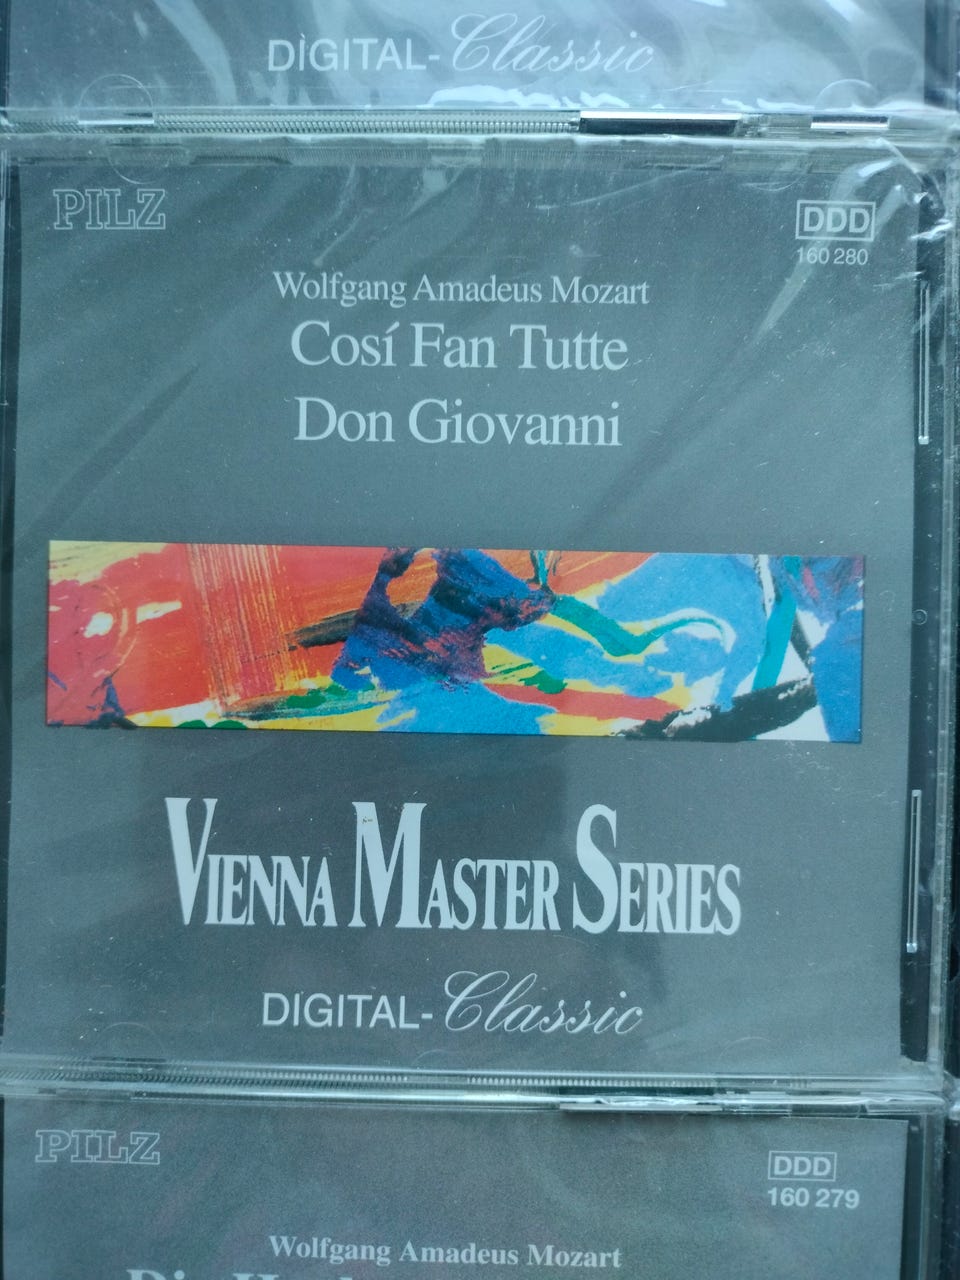 DIGITAL-Classic
PILZ
DDD
160 280
Wolfgang Amadeus Mozart
Cosí Fan Tutte
Don Giovanni
VIENNA MASTER SERIES
DIGITAL-Classic
PILZ
DDD
160 279
Wolfgang Amadeus Mozart